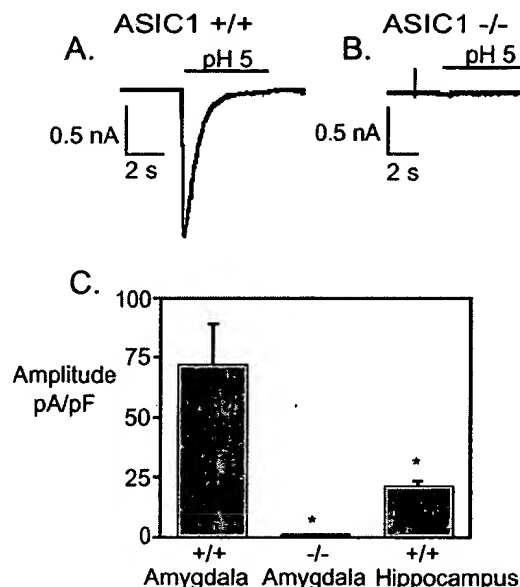 ASIC1 +/+
A.
pH 5
0.5 nA
2 s
ASIC1 -/-
B.
pH 5
0.5 nA
2 s
C.
100
75
50
25
0
Amplitude
pA/pF
*
*
+/+ -/- +/+
Amygdala Amygdala Hippocampus